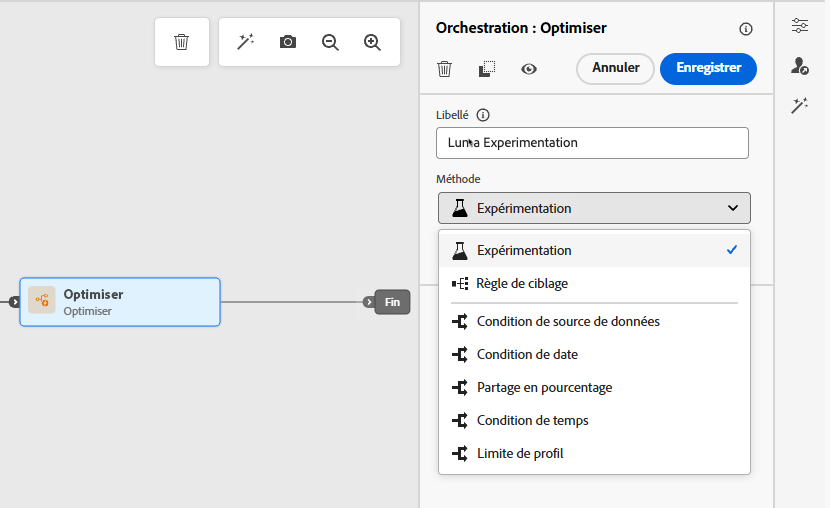 Orchestration : Optimiser
Annuler
Enregistrer
Libellé
Luma Experimentation
Méthode
Expérimentation
Expérimentation
Règle de ciblage
Condition de source de données
Condition de date
Partage en pourcentage
Condition de temps
Limite de profil
Optimiser
Optimiser
Fin